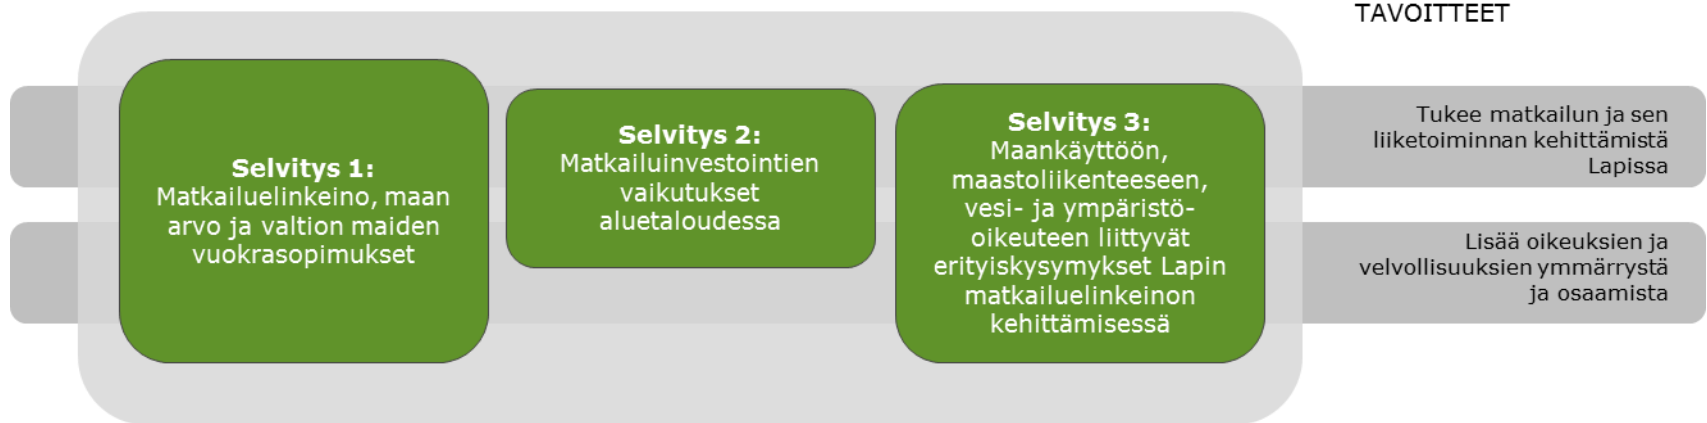 TAVOITTEET
Selvitys 1:
Matkailuelinkeino, maan
arvo ja valtion maiden
vuokrasopimukset
Selvitys 2:
Matkailuinvestointien
vaikutukset
aluetaloudessa
Selvitys 3:
Maankäyttöön,
maastoliikenteeseen,
vesi- ja ympäristö-
oikeuteen liittyvät
erityiskysymykset Lapin
matkailuelinkeinon
kehittämisessä
Tukee matkailun ja sen
liiketoiminnan kehittämistä
Lapissa
Lisää oikeuksien ja
velvollisuuksien ymmärrystä
ja osaamista